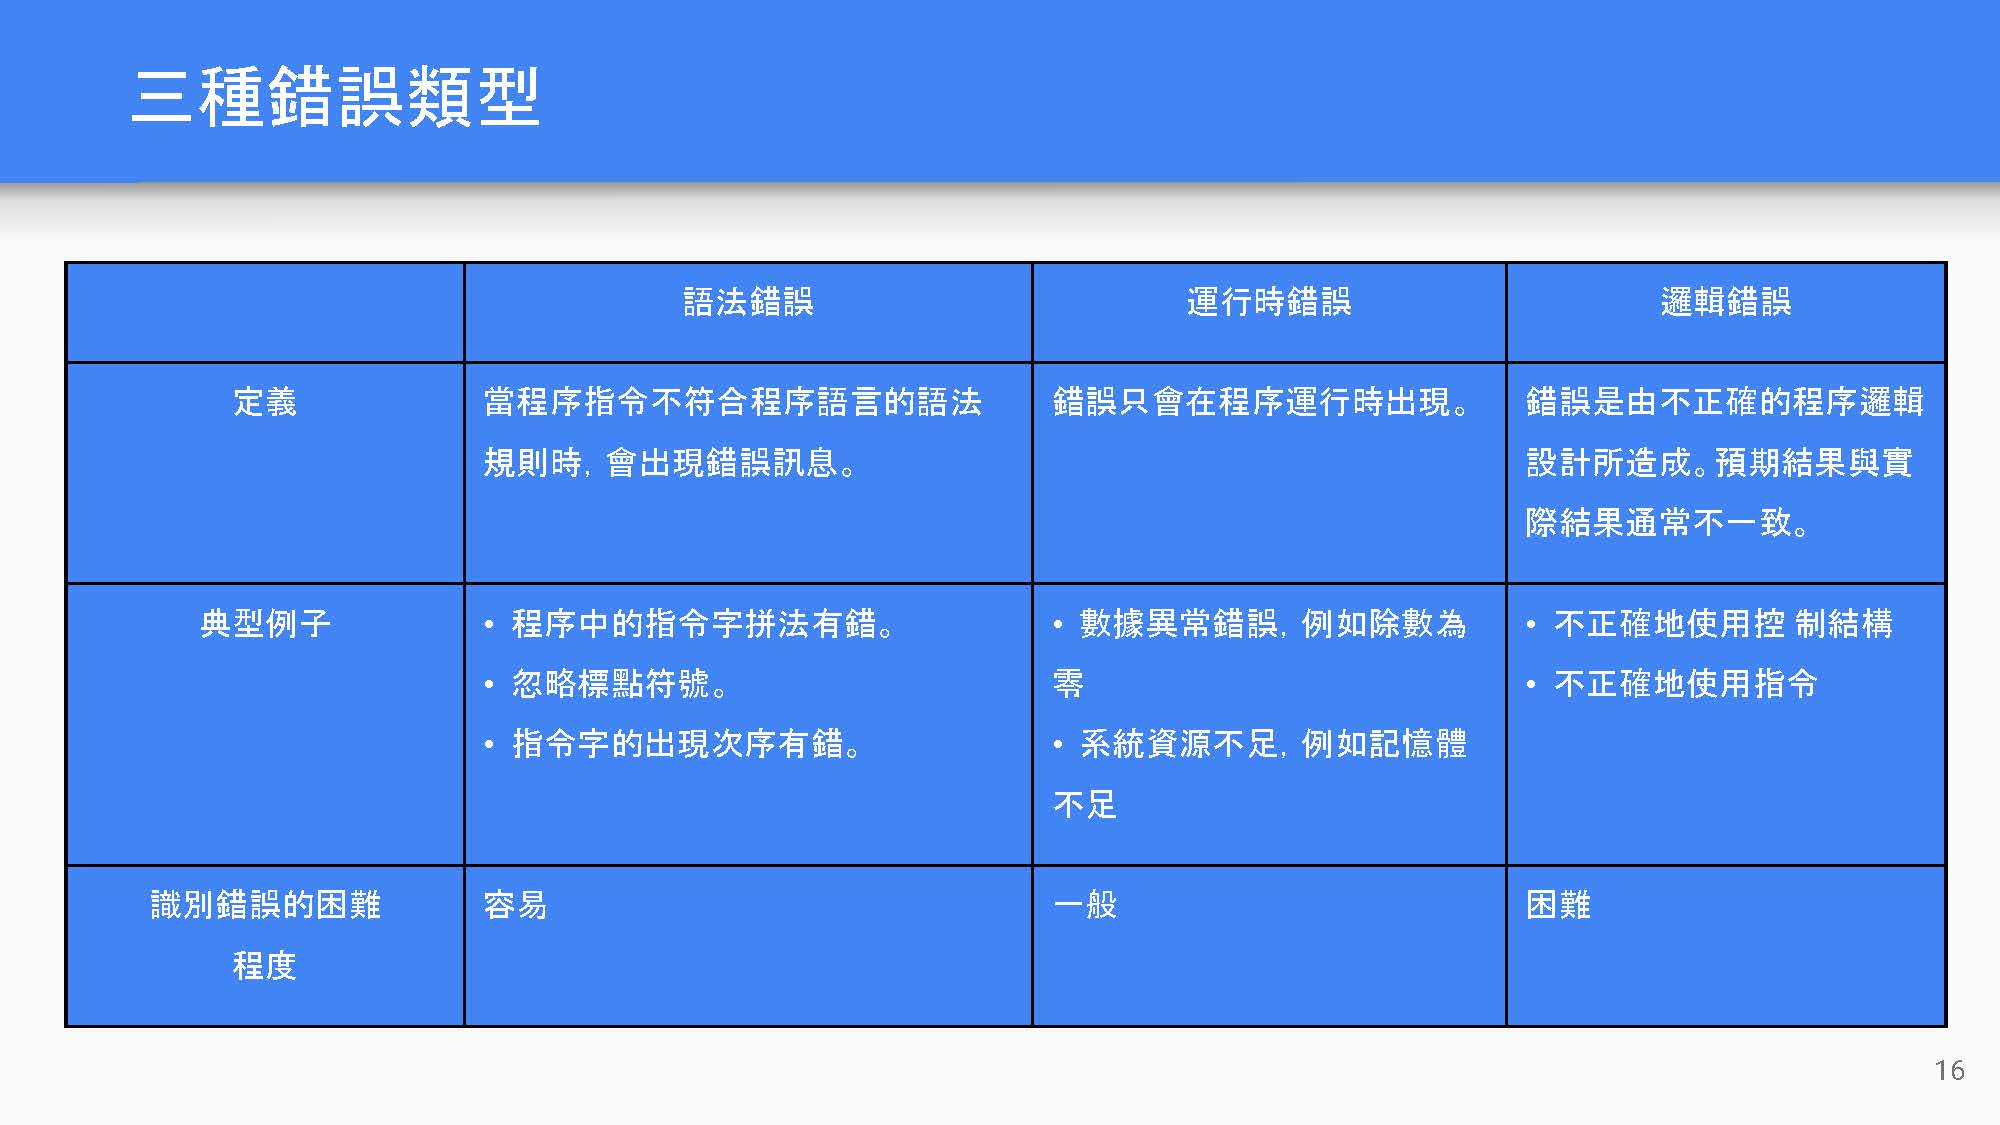 三種錯誤類型
語法錯誤
運行時錯誤
邏輯錯誤
定義
當程序指令不符合程序語言的語法
規則時, 會出現錯誤訊息。
錯誤只會在程序運行時出現。
錯誤是由不正確的程序邏輯
設計所造成。預期結果與實
際結果通常不一致。
典型例子
• 程序中的指令字拼法有錯。
• 忽略標點符號。
• 指令字的出現次序有錯。
• 數據異常錯誤, 例如除數為
零
• 系統資源不足, 例如記憶體
不足
• 不正確地使用控 制結構
• 不正確地使用指令
識別錯誤的困難
程度
容易
一般
困難
16